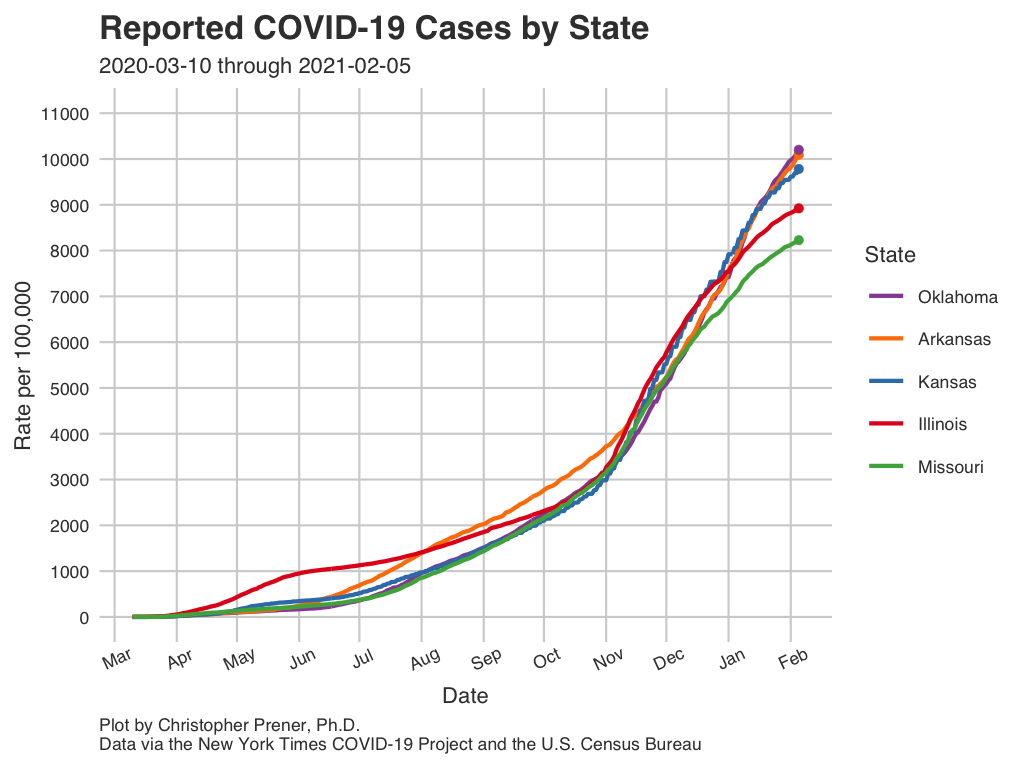 Reported COVID-19 Cases by State
2020-03-10 through 2021-02-05
Rate per 100,000
11000
10000
9000
8000
7000
6000
5000
4000
3000
2000
1000
0
Mar Apr May Jun Jul Aug Sep Oct Nov Dec Jan Feb
Date
State
Oklahoma
Arkansas
Kansas
Illinois
Missouri
Plot by Christopher Prener, Ph.D.
Data via the New York Times COVID-19 Project and the U.S. Census Bureau